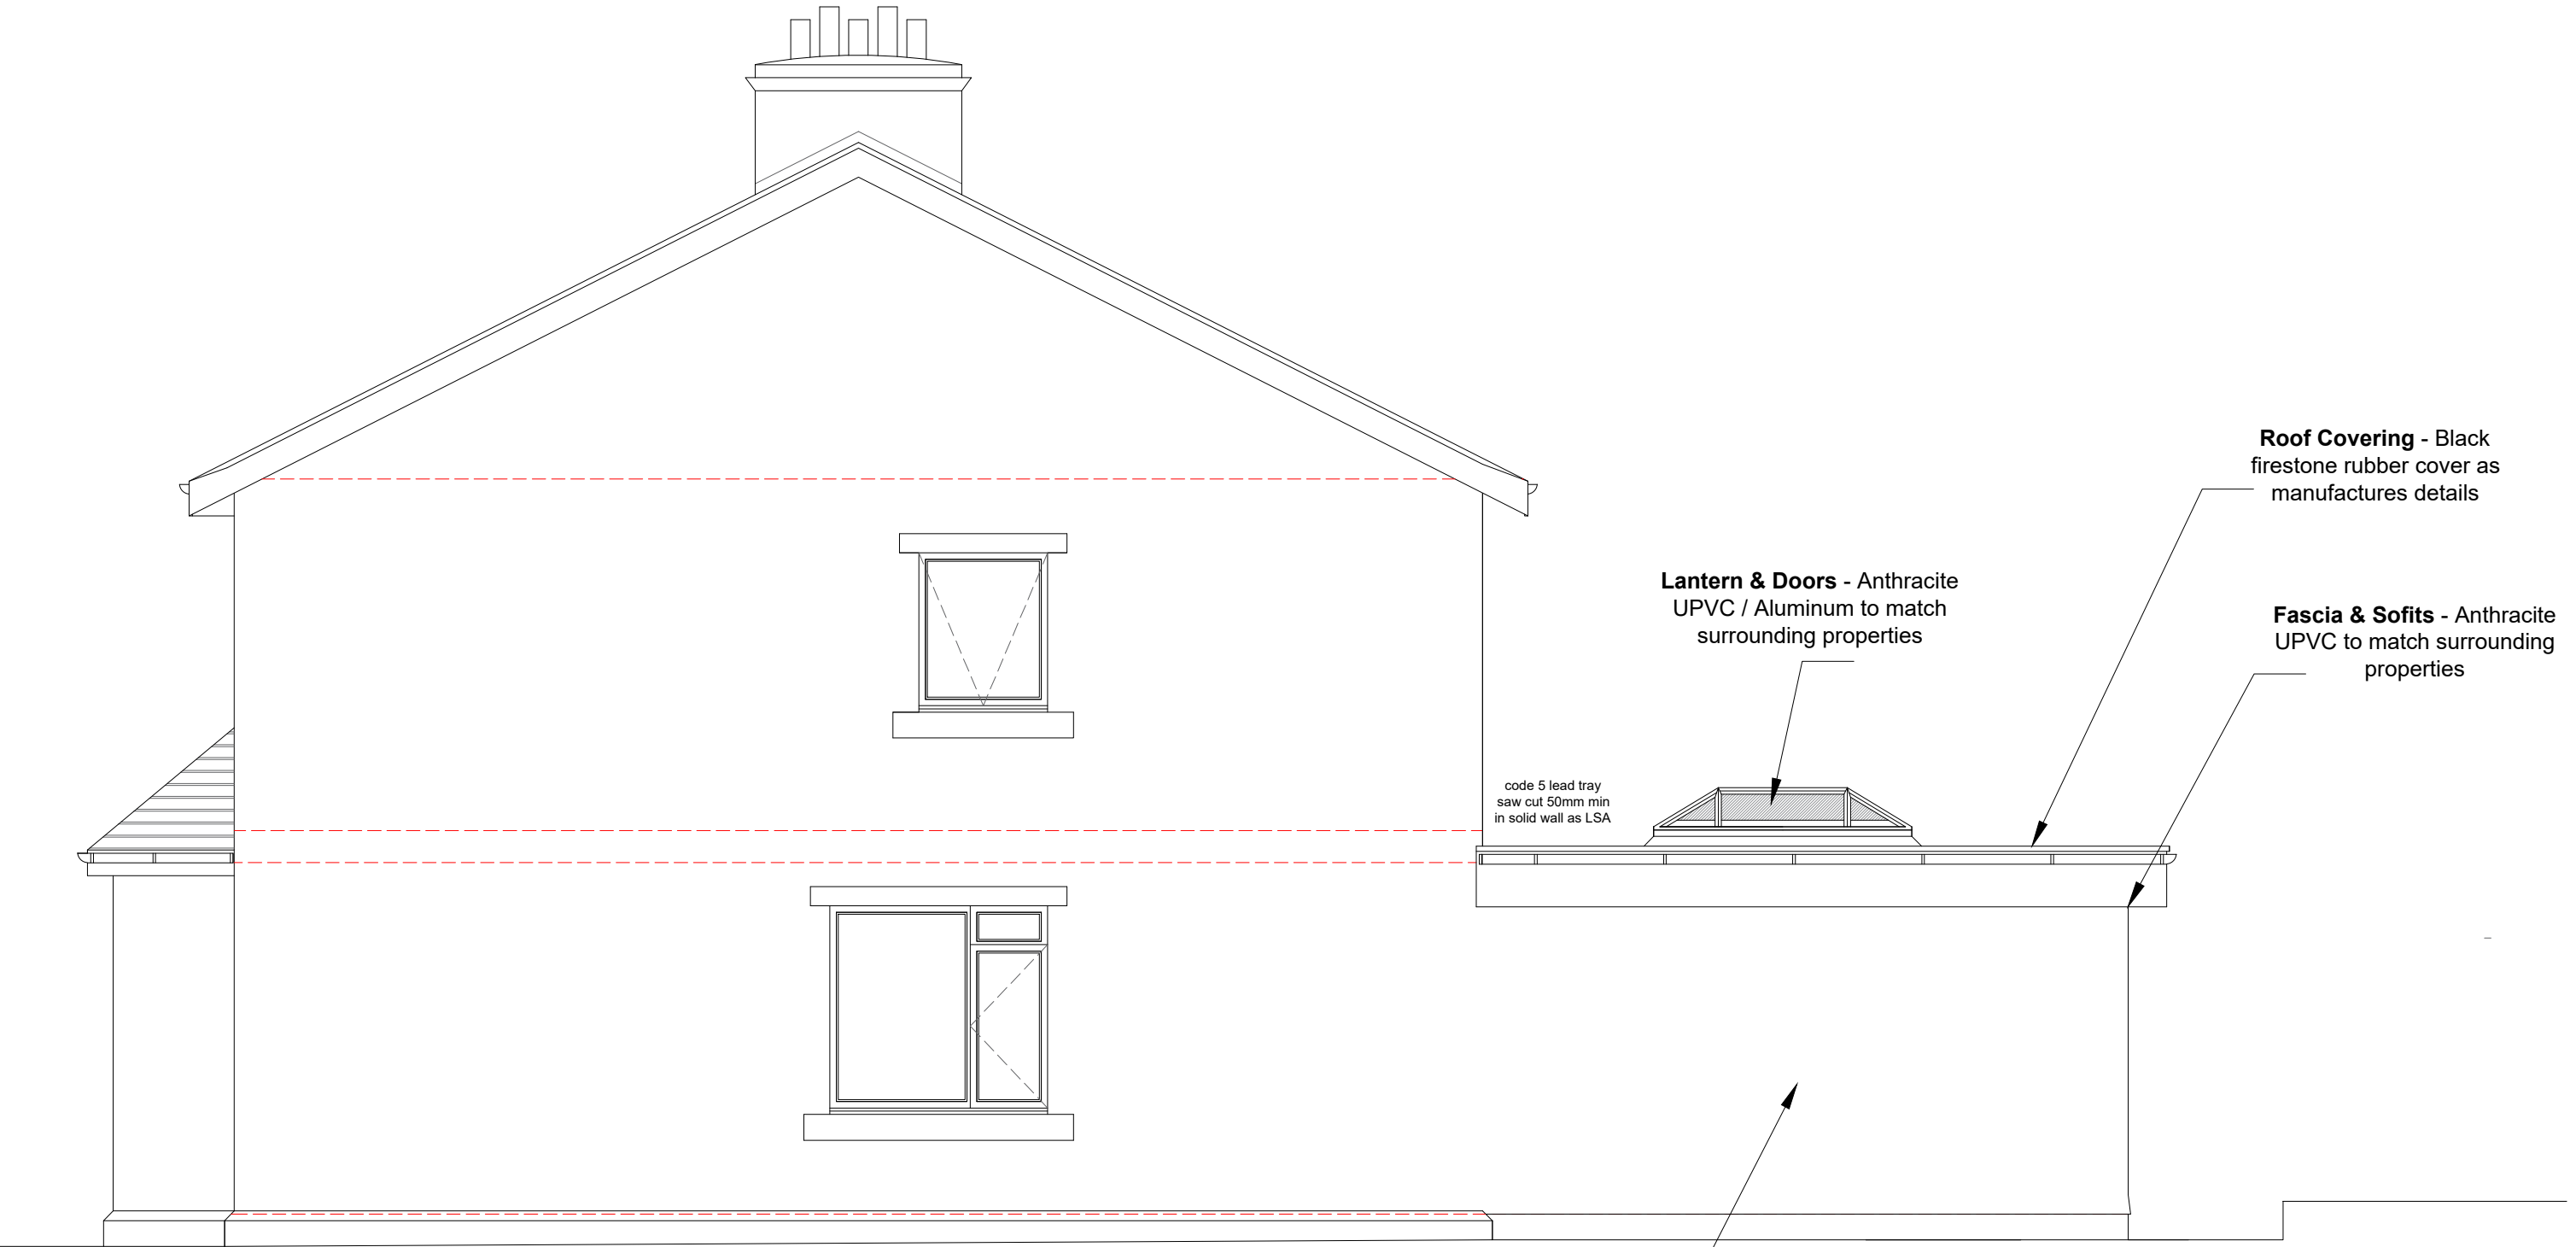 Roof Covering - Black
firestone rubber cover as
manufactures details
Lantern & Doors - Anthracite
UPVC / Aluminum to match
surrounding properties
Fascia & Sofits - Anthracite
UPVC to match surrounding
properties
code 5 lead tray
saw cut 50mm min
in solid wall as LSA